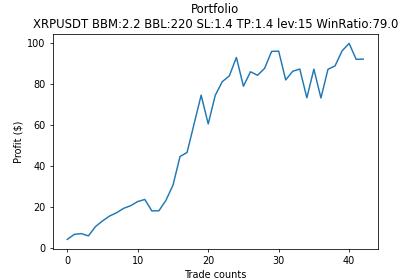 Portfolio
XRPUSDT BBM:2.2 BBL:220 SL:1.4 TP:1.4 lev:15 WinRatio:79.0
100
80
60
40
20
0
Profit ($)
0 10 20 30 40
Trade counts